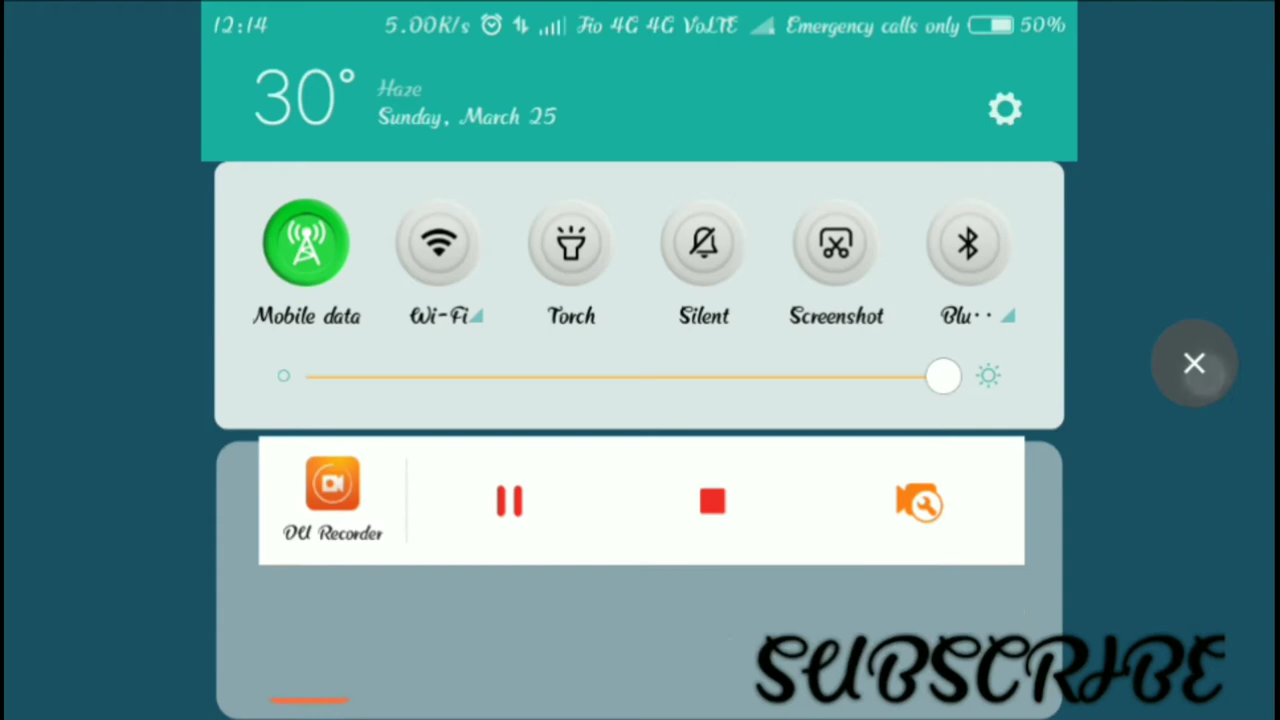 12:14 5.00K/s Jio 4G 4G VoLTE Emergency calls only 50%
30° Haze
Sunday, March 25
Mobile data Wi-Fi Torch Silent Screenshot Blu··
DU Recorder
SUBSCRIBE